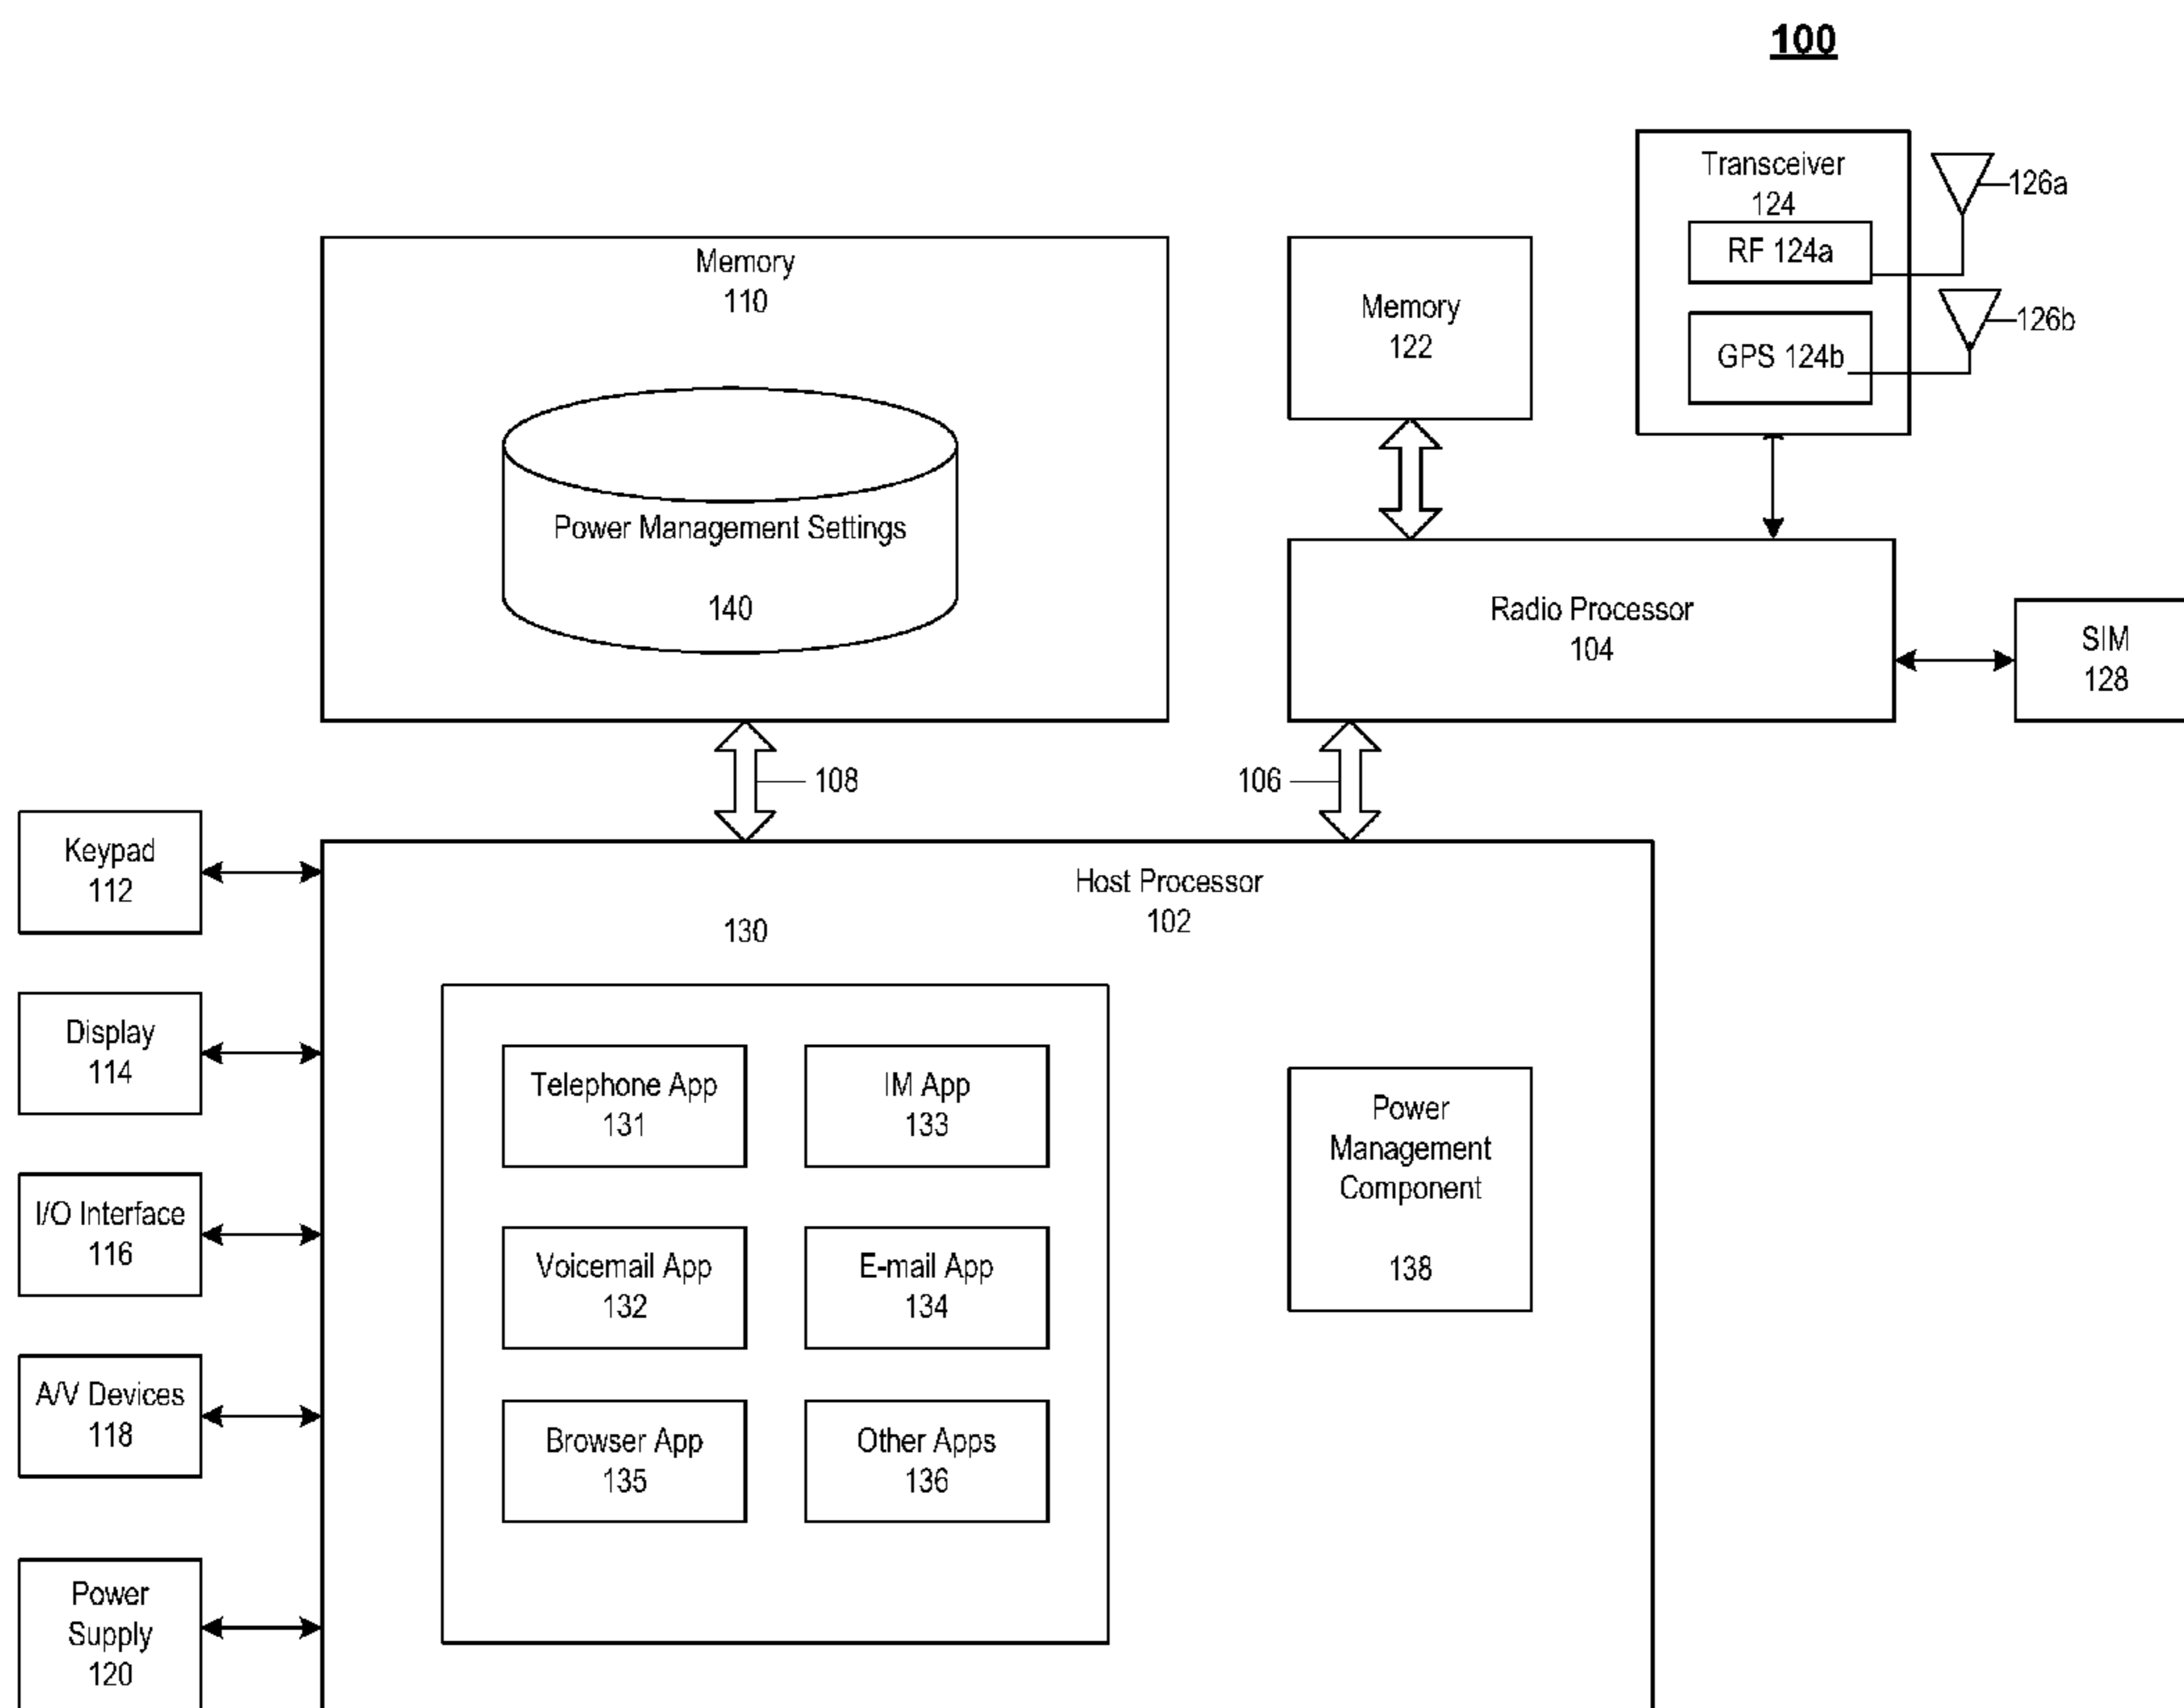 100
Transceiver
124
RF 124a
GPS 124b
126a
126b
Memory
110
Power Management Settings
140
Memory
122
Radio Processor
104
SIM
128
108
106
Keypad
112
Display
114
I/O Interface
116
A/V Devices
118
Power
Supply
120
Host Processor
102
130
Telephone App
131
IM App
133
Voicemail App
132
E-mail App
134
Browser App
135
Other Apps
136
Power
Management
Component
138